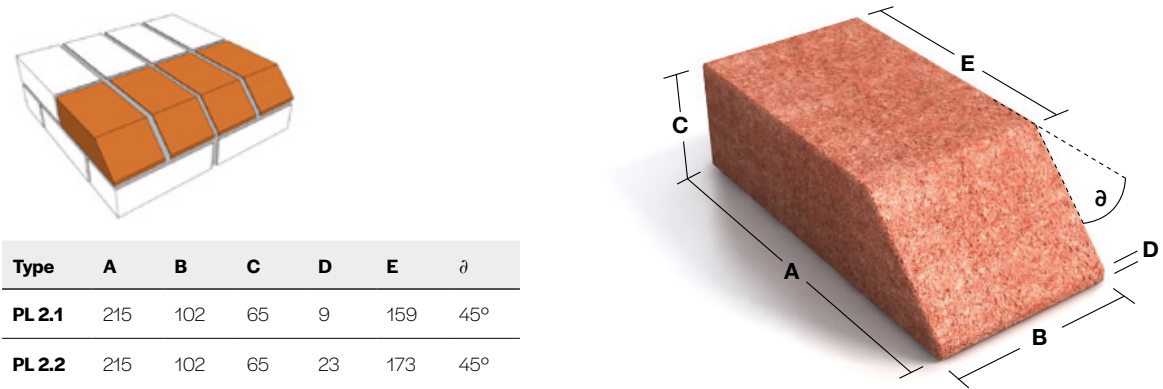 Type A B C D E ∂
PL 2.1 215 102 65 9 159 45º
PL 2.2 215 102 65 23 173 45º
E
C
∂
D
A
B